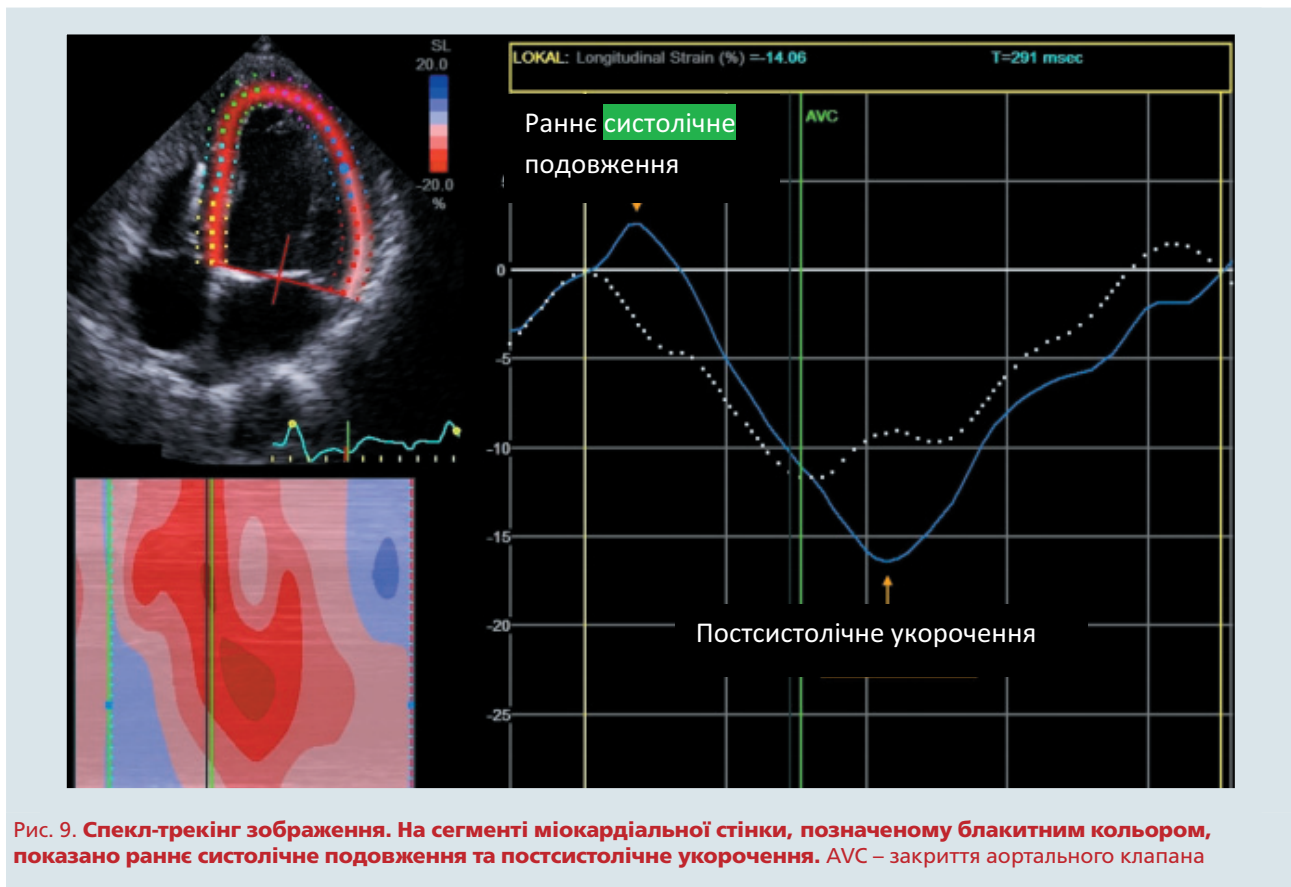 SL
20.0
-20.0
%
LOKAL: Longitudinal Strain (%) =-14.06 T=291 msec
AVC
Раннє систолічне
подовження
0
-5
-10
-15
-20
-25
Постсистолічне укорочення
Рис. 9. Спекл-трекінг зображення. На сегменті міокардіальної стінки, позначеному блакитним кольором,
показано раннє систолічне подовження та постсистолічне укорочення. AVC – закриття аортального клапана